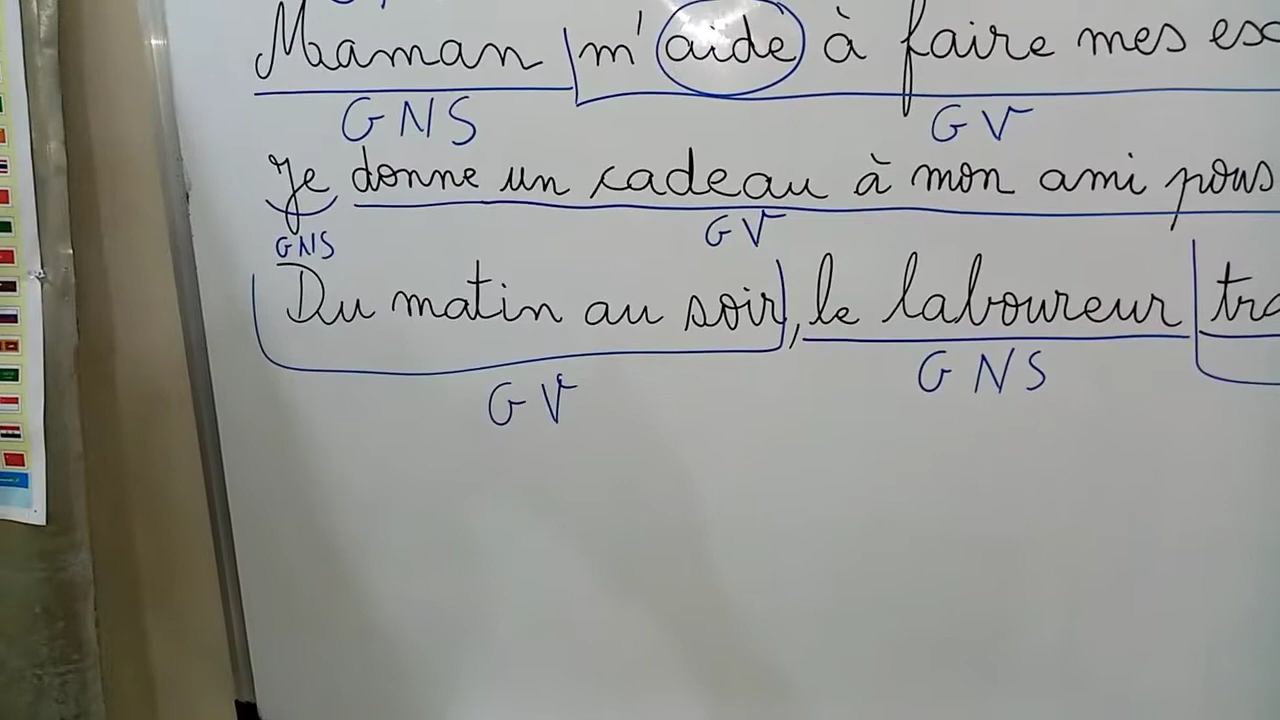 Maman m'aide à faire mes
GNS GV
Je donne un cadeau à mon ami pour
GNS GV
Du matin au soir, le laboureur
GV GNS